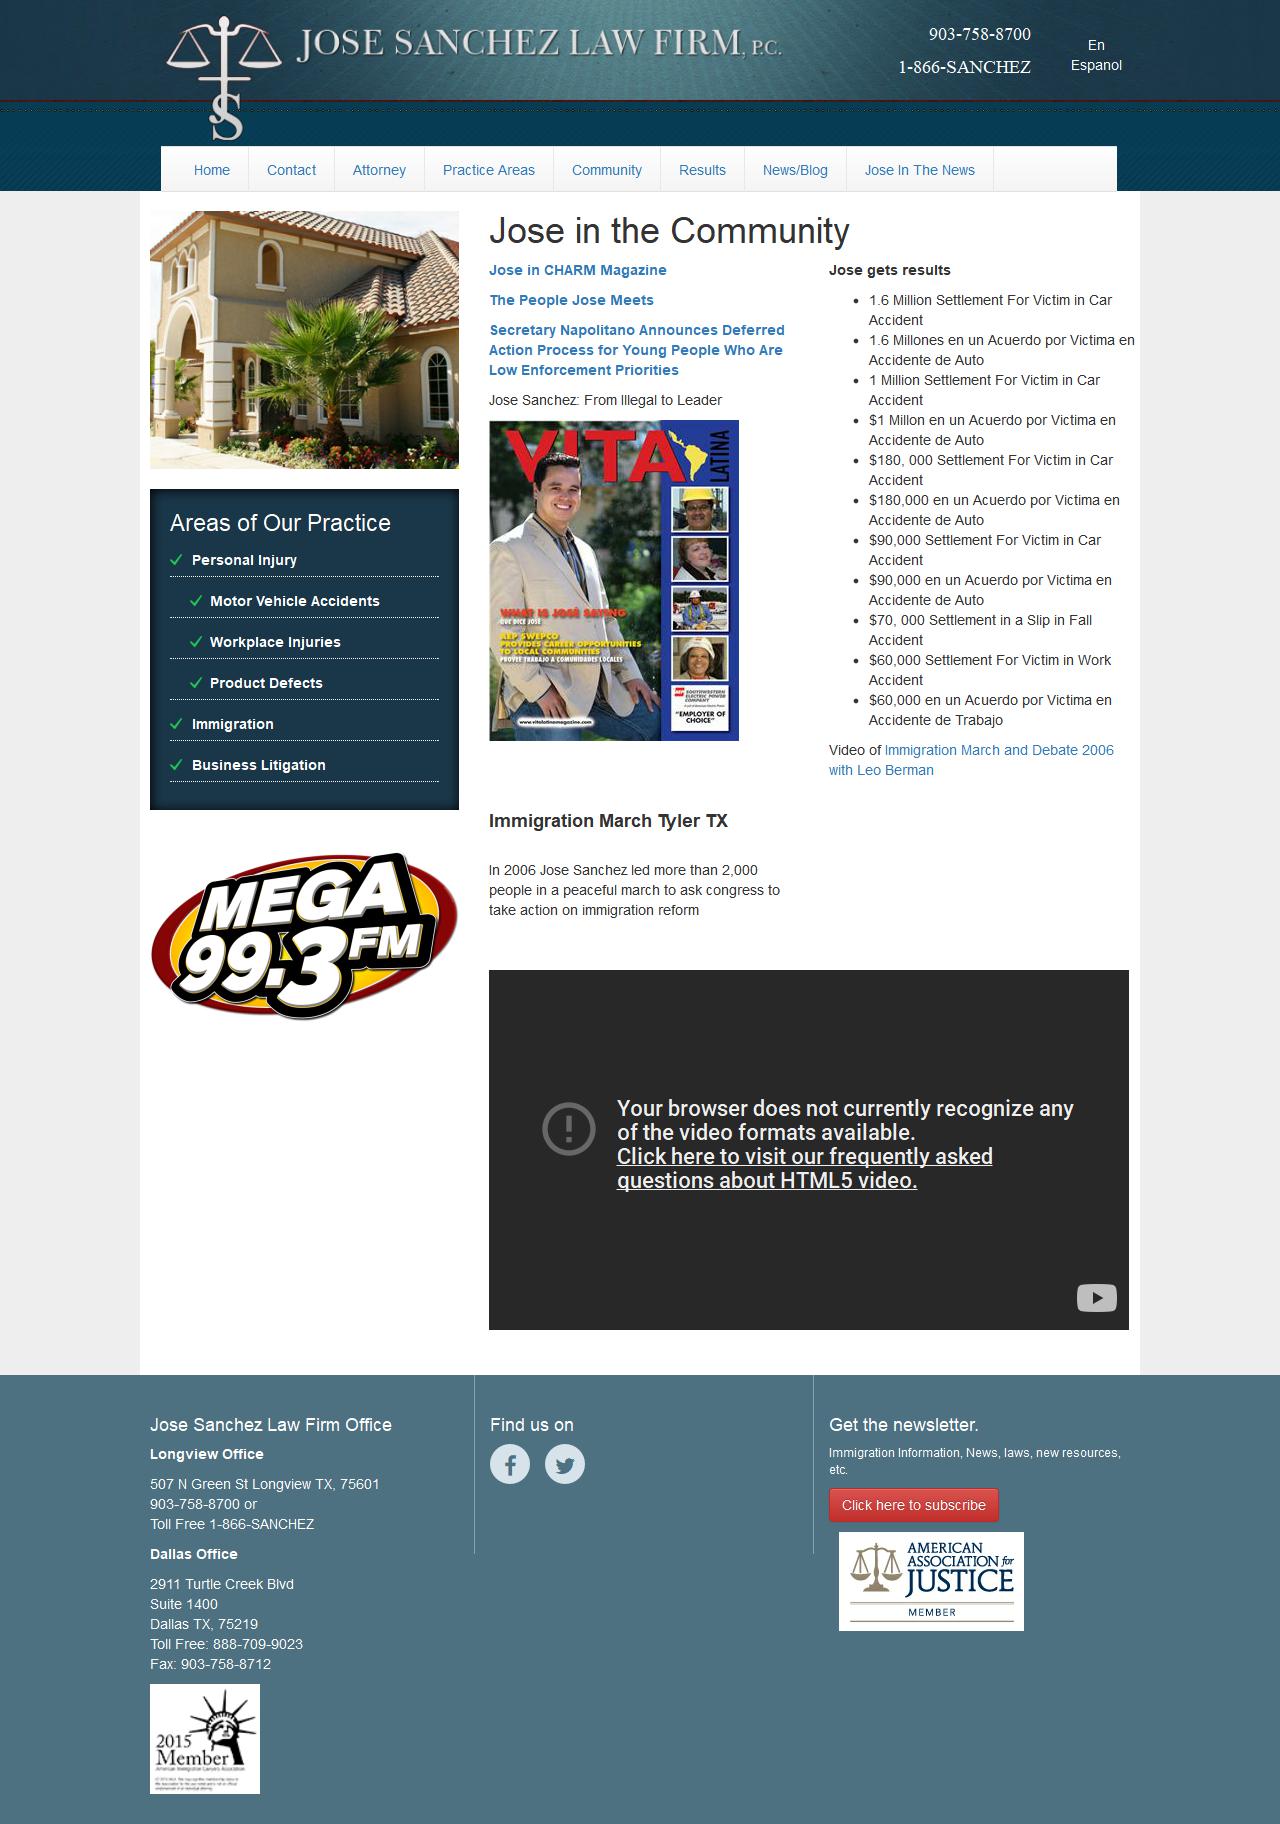 JOSE SANCHEZ LAW FIRM, P.C.
903-758-8700
1-866-SANCHEZ
En
Espanol
JS
Home
Contact
Attorney
Practice Areas
Community
Results
News/Blog
Jose In The News
Areas of Our Practice
Personal Injury
Motor Vehicle Accidents
Workplace Injuries
Product Defects
Immigration
Business Litigation
MEGA
99.3 FM
Jose in the Community
Jose in CHARM Magazine
The People Jose Meets
Secretary Napolitano Announces Deferred
Action Process for Young People Who Are
Low Enforcement Priorities
Jose Sanchez: From Illegal to Leader
VITA
LATINA
WHAT IS JOSÉ SAYING
QUE DICE JOSÉ
AEP SWEPCO
PROVIDES CAREER OPPORTUNITIES
TO LOCAL COMMUNITIES
PROVEE TRABAJO A COMUNIDADES LOCALES
www.vitalatinamagazine.com
SOUTHWESTERN
ELECTRIC POWER
COMPANY
"EMPLOYER OF
CHOICE"
Jose gets results
1.6 Million Settlement For Victim in Car
Accident
1.6 Millones en un Acuerdo por Victima en
Accidente de Auto
1 Million Settlement For Victim in Car
Accident
$1 Millon en un Acuerdo por Victima en
Accidente de Auto
$180, 000 Settlement For Victim in Car
Accident
$180,000 en un Acuerdo por Victima en
Accidente de Auto
$90,000 Settlement For Victim in Car
Accident
$90,000 en un Acuerdo por Victima en
Accidente de Auto
$70, 000 Settlement in a Slip in Fall
Accident
$60,000 Settlement For Victim in Work
Accident
$60,000 en un Acuerdo por Victima en
Accidente de Trabajo
Video of Immigration March and Debate 2006
with Leo Berman
Immigration March Tyler TX
In 2006 Jose Sanchez led more than 2,000
people in a peaceful march to ask congress to
take action on immigration reform
Your browser does not currently recognize any
of the video formats available.
Click here to visit our frequently asked
questions about HTML5 video.
Jose Sanchez Law Firm Office
Longview Office
507 N Green St Longview TX, 75601
903-758-8700 or
Toll Free 1-866-SANCHEZ
Dallas Office
2911 Turtle Creek Blvd
Suite 1400
Dallas TX, 75219
Toll Free: 888-709-9023
Fax: 903-758-8712
2015
Member
American Immigration Lawyers Association
Find us on
Get the newsletter.
Immigration Information, News, laws, new resources,
etc.
Click here to subscribe
AMERICAN
ASSOCIATION for
JUSTICE
MEMBER